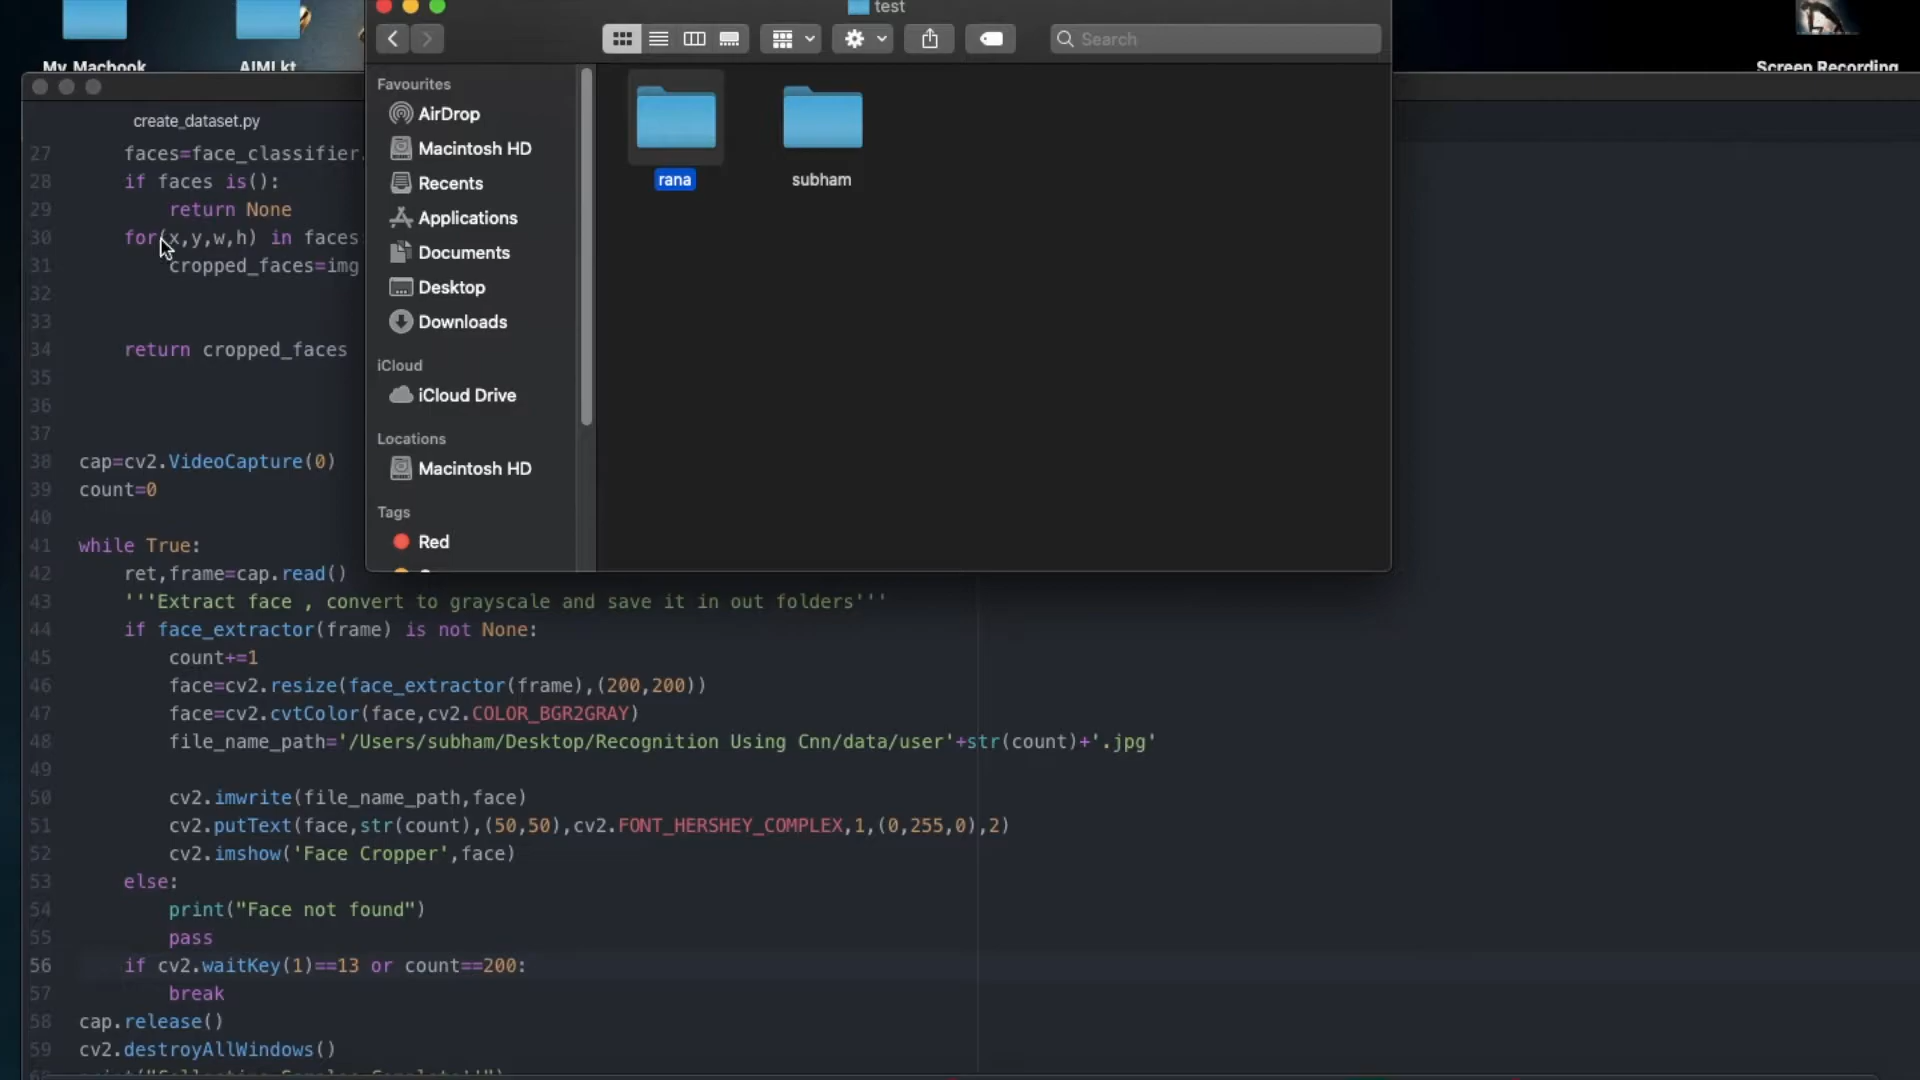 test
My Macbook
AIMLkt
Screen Recording
Search
Favourites
AirDrop
Macintosh HD
Recents
Applications
Documents
Desktop
Downloads
iCloud
iCloud Drive
Locations
Macintosh HD
Tags
Red
rana
subham
create_dataset.py
27 faces=face_classifier.
28 if faces is():
29 return None
30 for(x,y,w,h) in faces
31 cropped_faces=img
32
33
34 return cropped_faces
35
36
37
38 cap=cv2.VideoCapture(0)
39 count=0
40
41 while True:
42 ret,frame=cap.read()
43 '''Extract face , convert to grayscale and save it in out folders'''
44 if face_extractor(frame) is not None:
45 count+=1
46 face=cv2.resize(face_extractor(frame),(200,200))
47 face=cv2.cvtColor(face,cv2.COLOR_BGR2GRAY)
48 file_name_path='/Users/subham/Desktop/Recognition Using Cnn/data/user'+str(count)+'.jpg'
49
50 cv2.imwrite(file_name_path,face)
51 cv2.putText(face,str(count),(50,50),cv2.FONT_HERSHEY_COMPLEX,1,(0,255,0),2)
52 cv2.imshow('Face Cropper',face)
53 else:
54 print("Face not found")
55 pass
56 if cv2.waitKey(1)==13 or count==200:
57 break
58 cap.release()
59 cv2.destroyAllWindows()